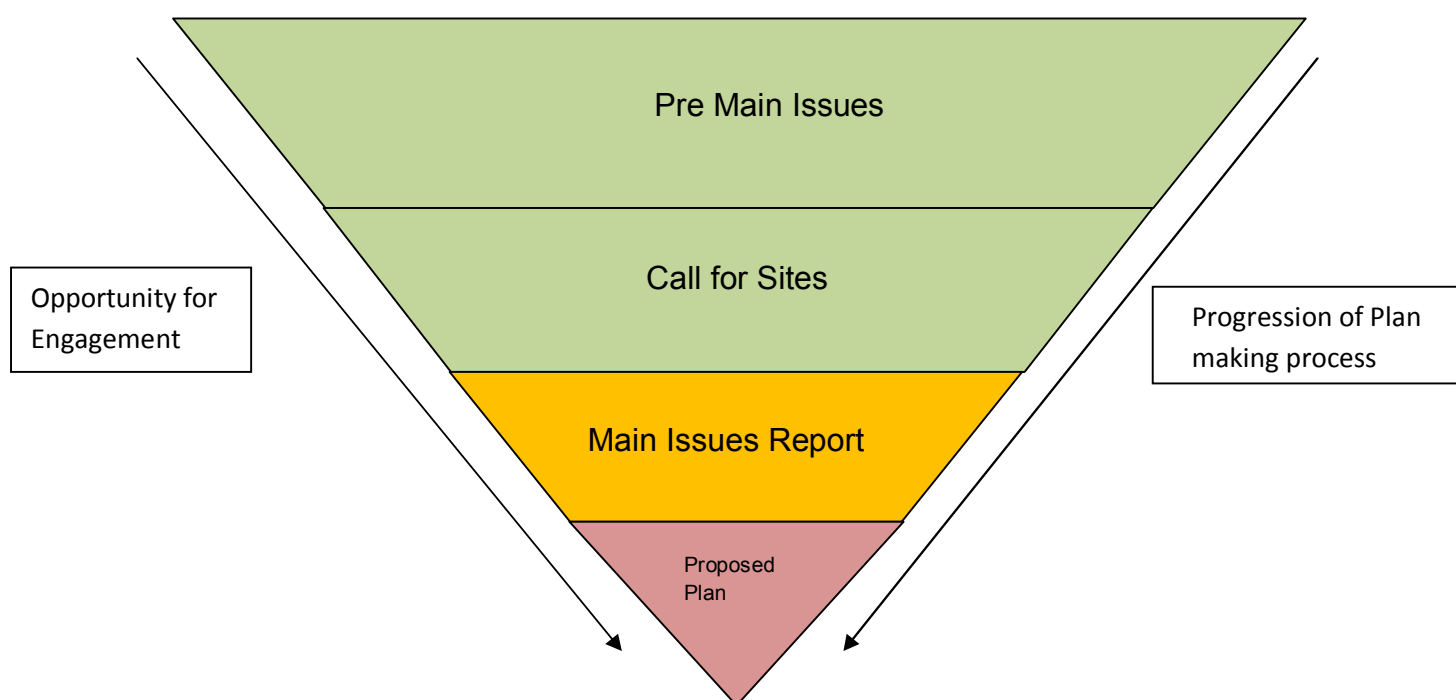 Pre Main Issues
Call for Sites
Opportunity for
Engagement
Progression of Plan
making process
Main Issues Report
Proposed
Plan